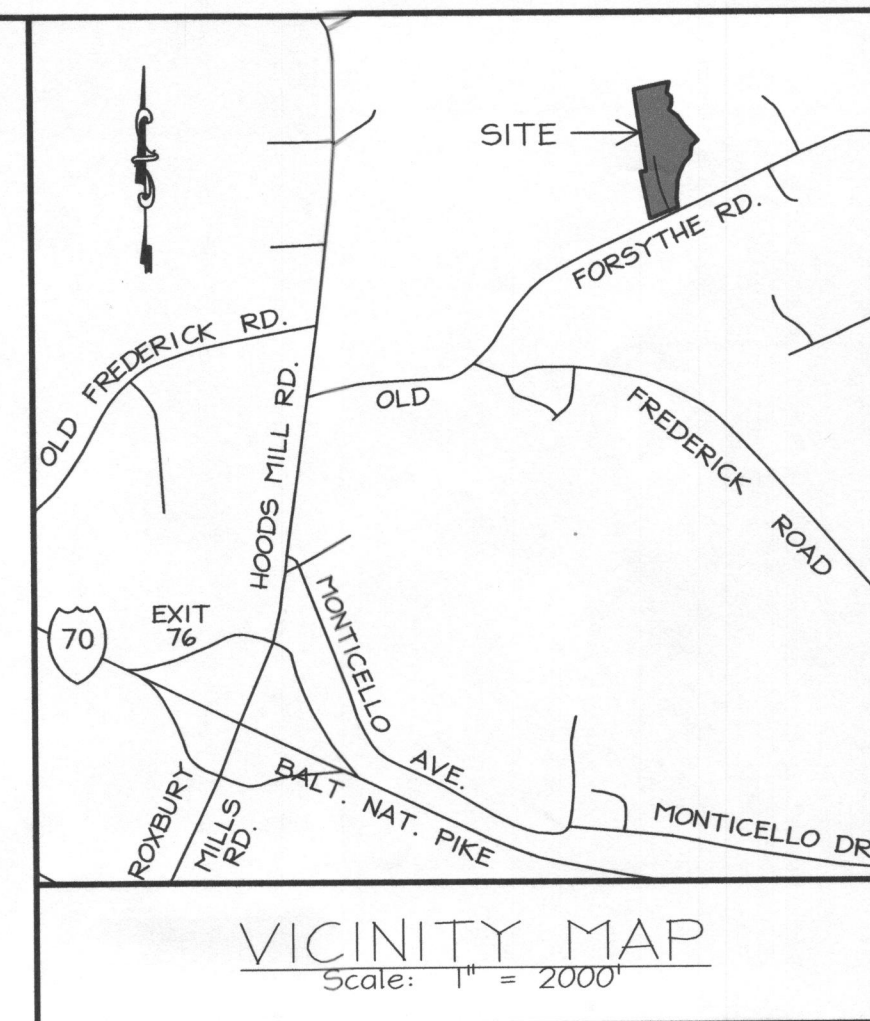 SITE
FORSYTHE RD.
OLD FREDERICK RD.
HOODS MILL RD.
OLD
FREDERICK
ROAD
EXIT
76
70
MONTICELLO
AVE.
BALT. NAT. PIKE
ROXBURY
MILLS
RD.
MONTICELLO DR
VICINITY MAP
Scale: 1" = 2000'